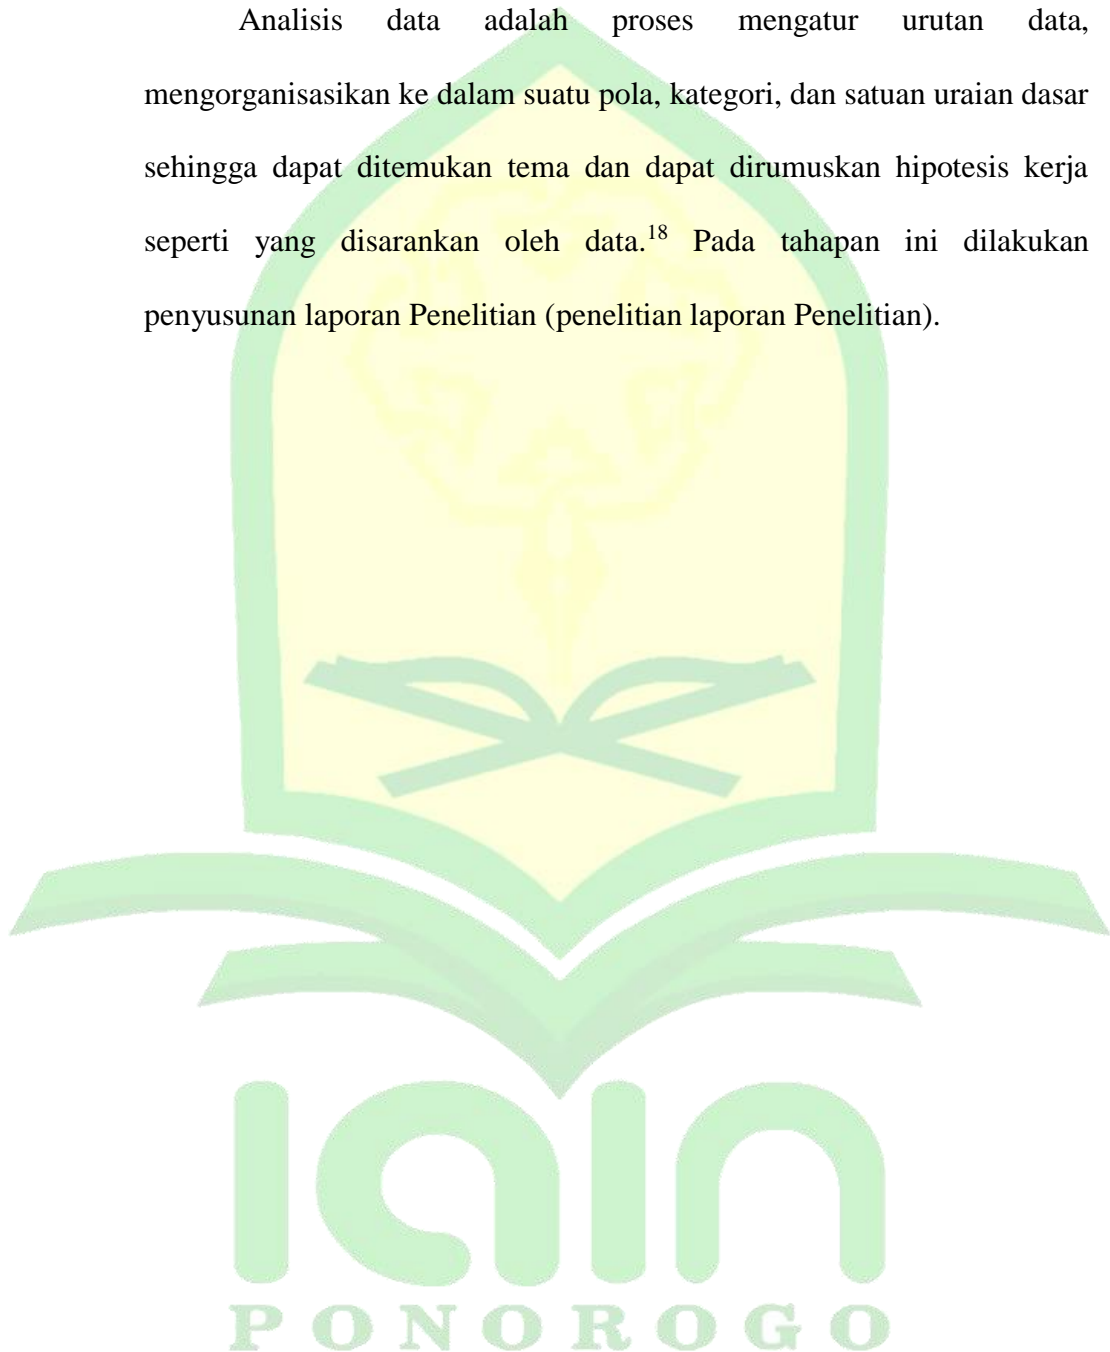 Analisis data adalah proses mengatur urutan data,
mengorganisasikan ke dalam suatu pola, kategori, dan satuan uraian dasar
sehingga dapat ditemukan tema dan dapat dirumuskan hipotesis kerja
seperti yang disarankan oleh data.¹⁸ Pada tahapan ini dilakukan
penyusunan laporan Penelitian (penelitian laporan Penelitian).
IAIN
PONOROGO